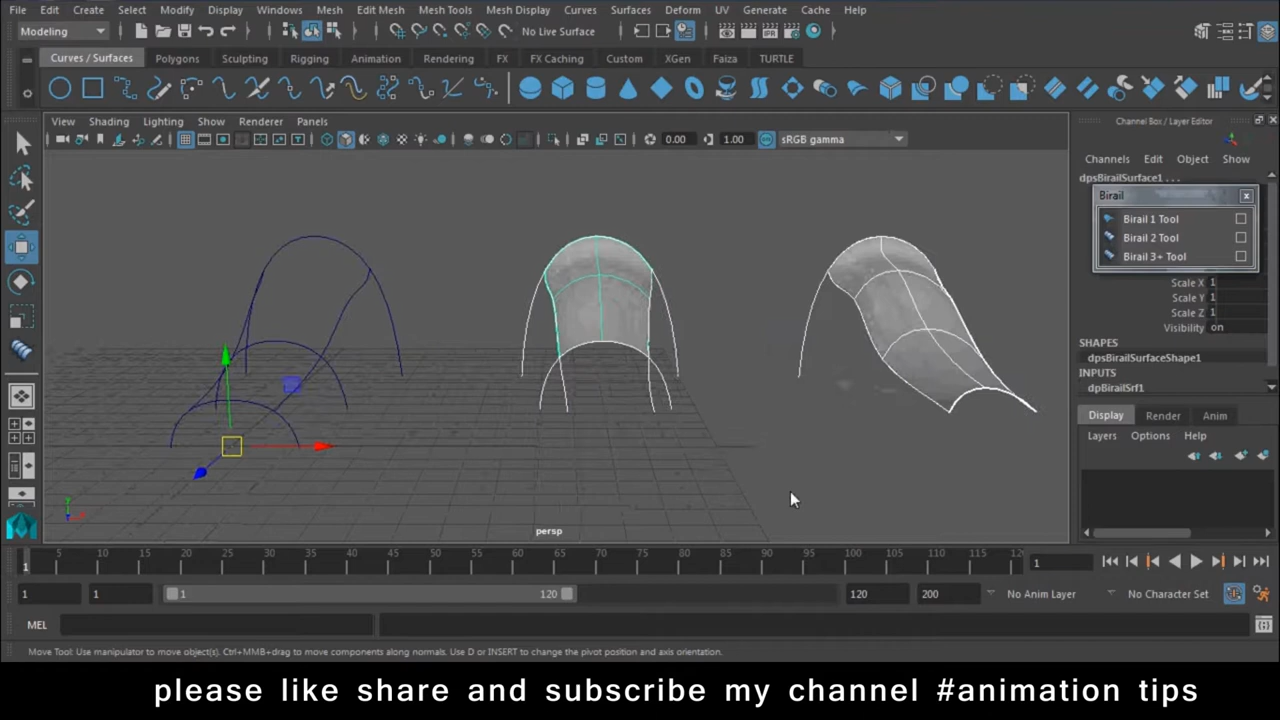 File Edit Create Select Modify Display Windows Mesh Edit Mesh Mesh Tools Mesh Display Curves Surfaces Deform UV Generate Cache Help
Modeling No Live Surface
Curves / Surfaces Polygons Sculpting Rigging Animation Rendering FX FX Caching Custom XGen Faiza TURTLE
View Shading Lighting Show Renderer Panels
0.00 1.00 sRGB gamma
Channel Box / Layer Editor
Channels Edit Object Show
dpsBirailSurface1 . . .
Birail x
Birail 1 Tool
Birail 2 Tool
Birail 3+ Tool
Scale X 1
Scale Y 1
Scale Z 1
Visibility on
SHAPES
dpsBirailSurfaceShape1
INPUTS
dpBirailSrf1
Display Render Anim
Layers Options Help
persp
5 10 15 20 25 30 35 40 45 50 55 60 65 70 75 80 85 90 95 100 105 110 115
1 1
1 1 1 120 120 200 No Anim Layer No Character Set
MEL
Move Tool: Use manipulator to move object(s). Ctrl+MMB+drag to move components along normals. Use D or INSERT to change the pivot position and axis orientation.
please like share and subscribe my channel #animation tips